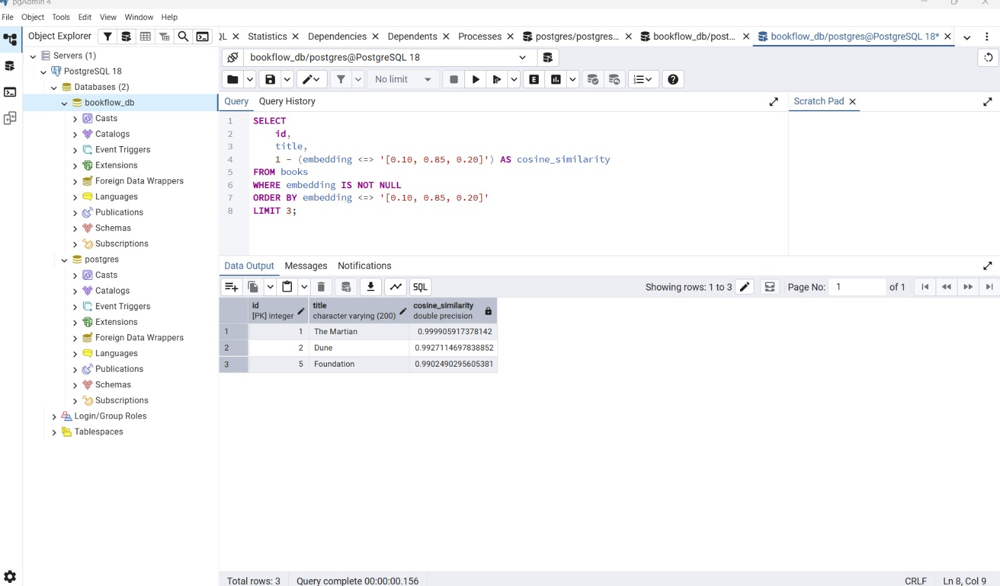 pgAdmin 4
File Object Tools Edit View Window Help
Object Explorer
QL Statistics Dependencies Dependents Processes postgres/postgres... bookflow_db/post... bookflow_db/postgres@PostgreSQL 18*
Servers (1)
PostgreSQL 18
Databases (2)
bookflow_db
Casts
Catalogs
Event Triggers
Extensions
Foreign Data Wrappers
Languages
Publications
Schemas
Subscriptions
postgres
Casts
Catalogs
Event Triggers
Extensions
Foreign Data Wrappers
Languages
Publications
Schemas
Subscriptions
Login/Group Roles
Tablespaces
bookflow_db/postgres@PostgreSQL 18
No limit
E
Query Query History
Scratch Pad
1 SELECT
2 id,
3 title,
4 1 - (embedding <=> '[0.10, 0.85, 0.20]') AS cosine_similarity
5 FROM books
6 WHERE embedding IS NOT NULL
7 ORDER BY embedding <=> '[0.10, 0.85, 0.20]'
8 LIMIT 3;
Data Output Messages Notifications
SQL Showing rows: 1 to 3 Page No: 1 of 1
id title cosine_similarity
[PK] integer character varying (200) double precision
1 1 The Martian 0.999905917378142
2 2 Dune 0.9927114697838852
3 5 Foundation 0.9902490295605381
Total rows: 3 Query complete 00:00:00.156 CRLF Ln 8, Col 9